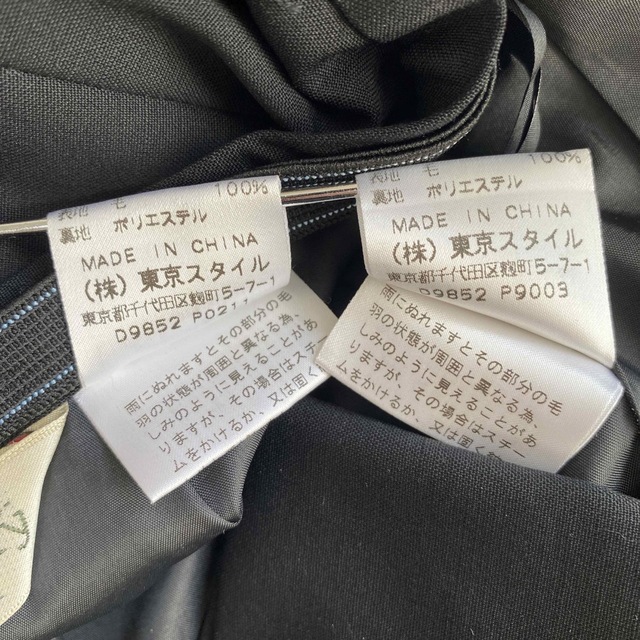 表地 毛 100%
裏地 ポリエステル
MADE IN CHINA
(株) 東京スタイル
東京都千代田区麹町5-7-1
D9852 P0211
雨にぬれますとその部分の毛
羽の状態が周囲と異なる為、
しみのように見えることがあ
りますが、その場合はスチー
ムをかけるか、又は固く
毛 100%
裏地 ポリエステル
MADE IN CHINA
(株) 東京スタイル
東京都千代田区麹町5-7-1
D9852 P9003
雨にぬれますとその部分の毛
羽の状態が周囲と異なる為、
しみのように見えることがあ
りますが、その場合はスチー
ムをかけるか、又は固く